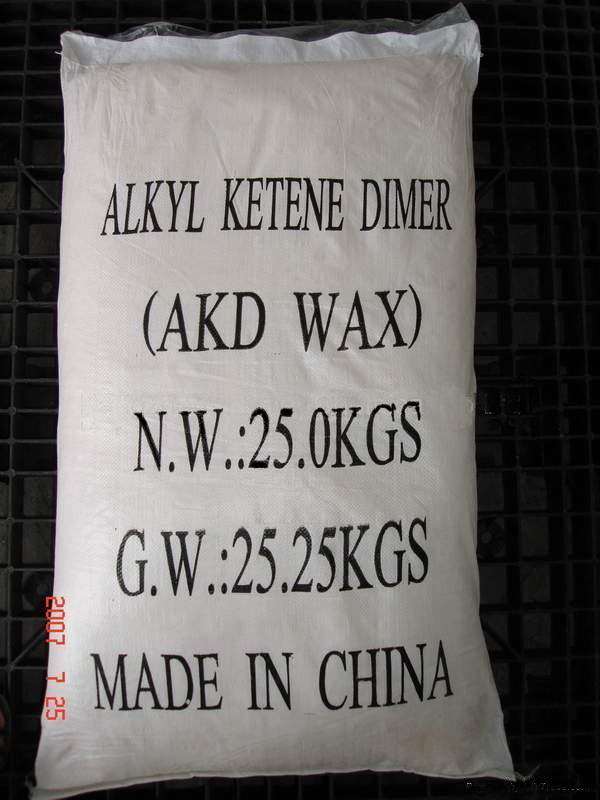 ALKYL KETENE DIMER
(AKD WAX)
N.W.:25.0KGS
G.W.:25.25KGS
MADE IN CHINA
2007 7 25